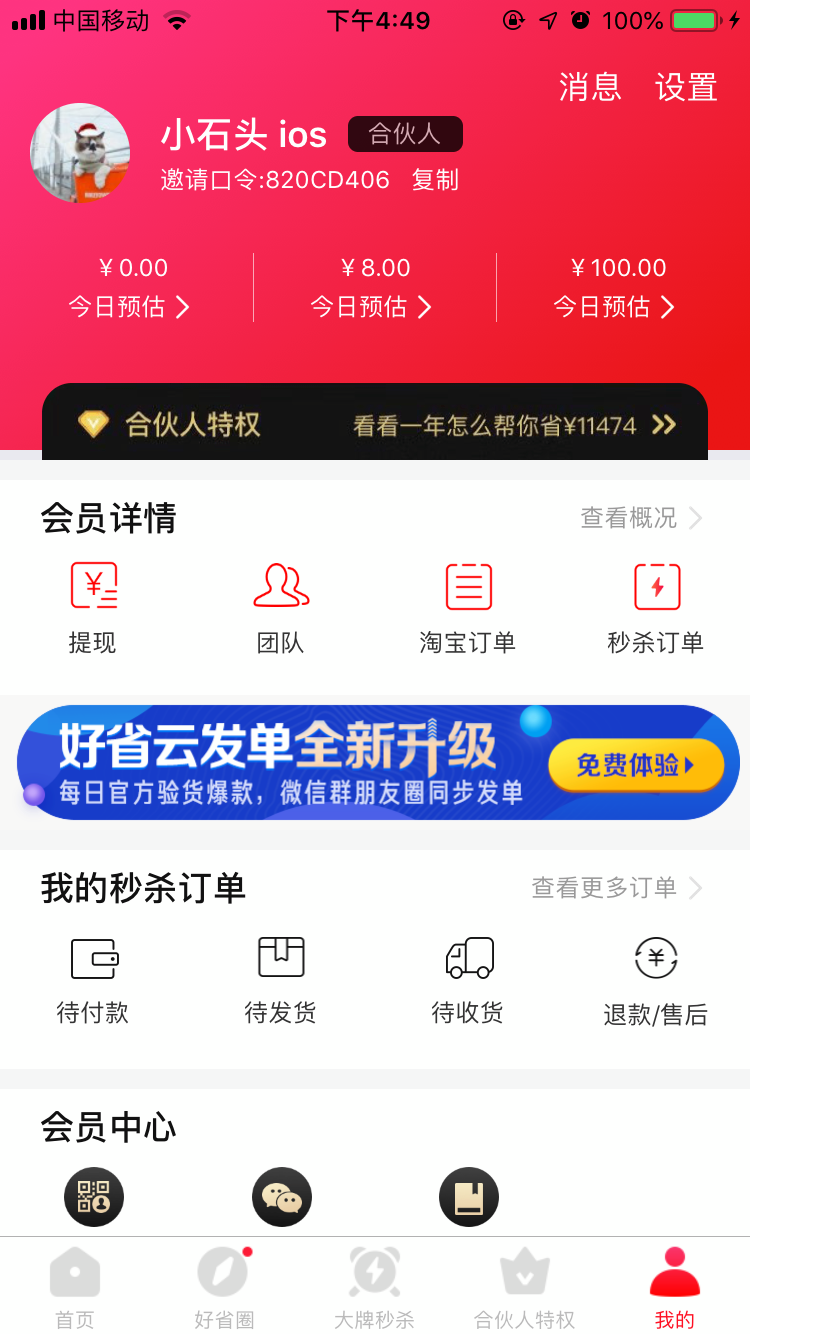 中国移动 下午4:49 100%
消息 设置
小石头 ios 合伙人
邀请口令:820CD406 复制
¥ 0.00 ¥ 8.00 ¥ 100.00
今日预估 今日预估 今日预估
合伙人特权 看看一年怎么帮你省¥11474
会员详情 查看概况
提现 团队 淘宝订单 秒杀订单
好省云发单全新升级
免费体验
每日官方验货爆款，微信群朋友圈同步发单
我的秒杀订单 查看更多订单
待付款 待发货 待收货 退款/售后
会员中心
首页 好省圈 大牌秒杀 合伙人特权 我的